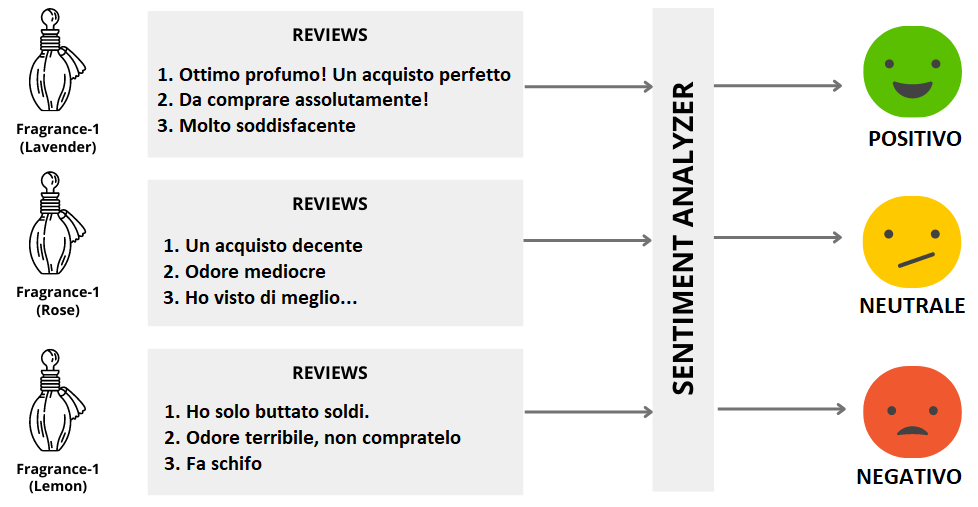 REVIEWS
1. Ottimo profumo! Un acquisto perfetto
2. Da comprare assolutamente!
3. Molto soddisfacente
Fragrance-1
(Lavender)
POSITIVO
REVIEWS
1. Un acquisto decente
2. Odore mediocre
3. Ho visto di meglio...
Fragrance-1
(Rose)
SENTIMENT ANALYZER
NEUTRALE
REVIEWS
1. Ho solo buttato soldi.
2. Odore terribile, non compratelo
3. Fa schifo
Fragrance-1
(Lemon)
NEGATIVO